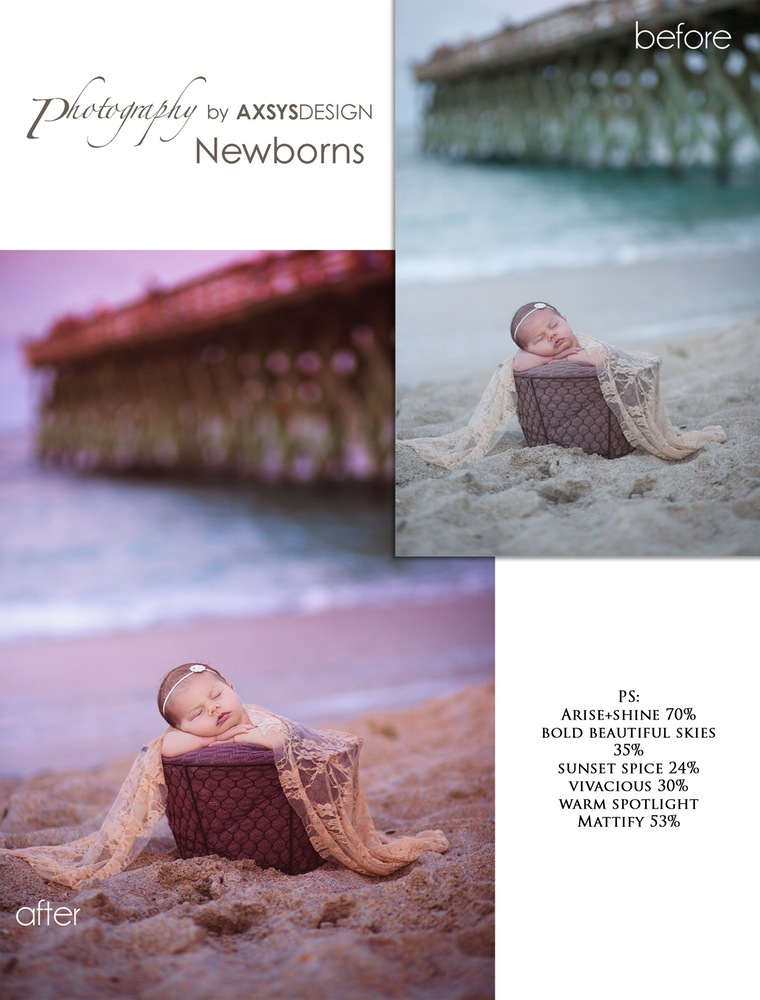 before
Photography by AXSYSDESIGN
Newborns
PS:
Arise+shine 70%
bold beautiful skies
35%
sunset spice 24%
vivacious 30%
warm spotlight
Mattify 53%
after